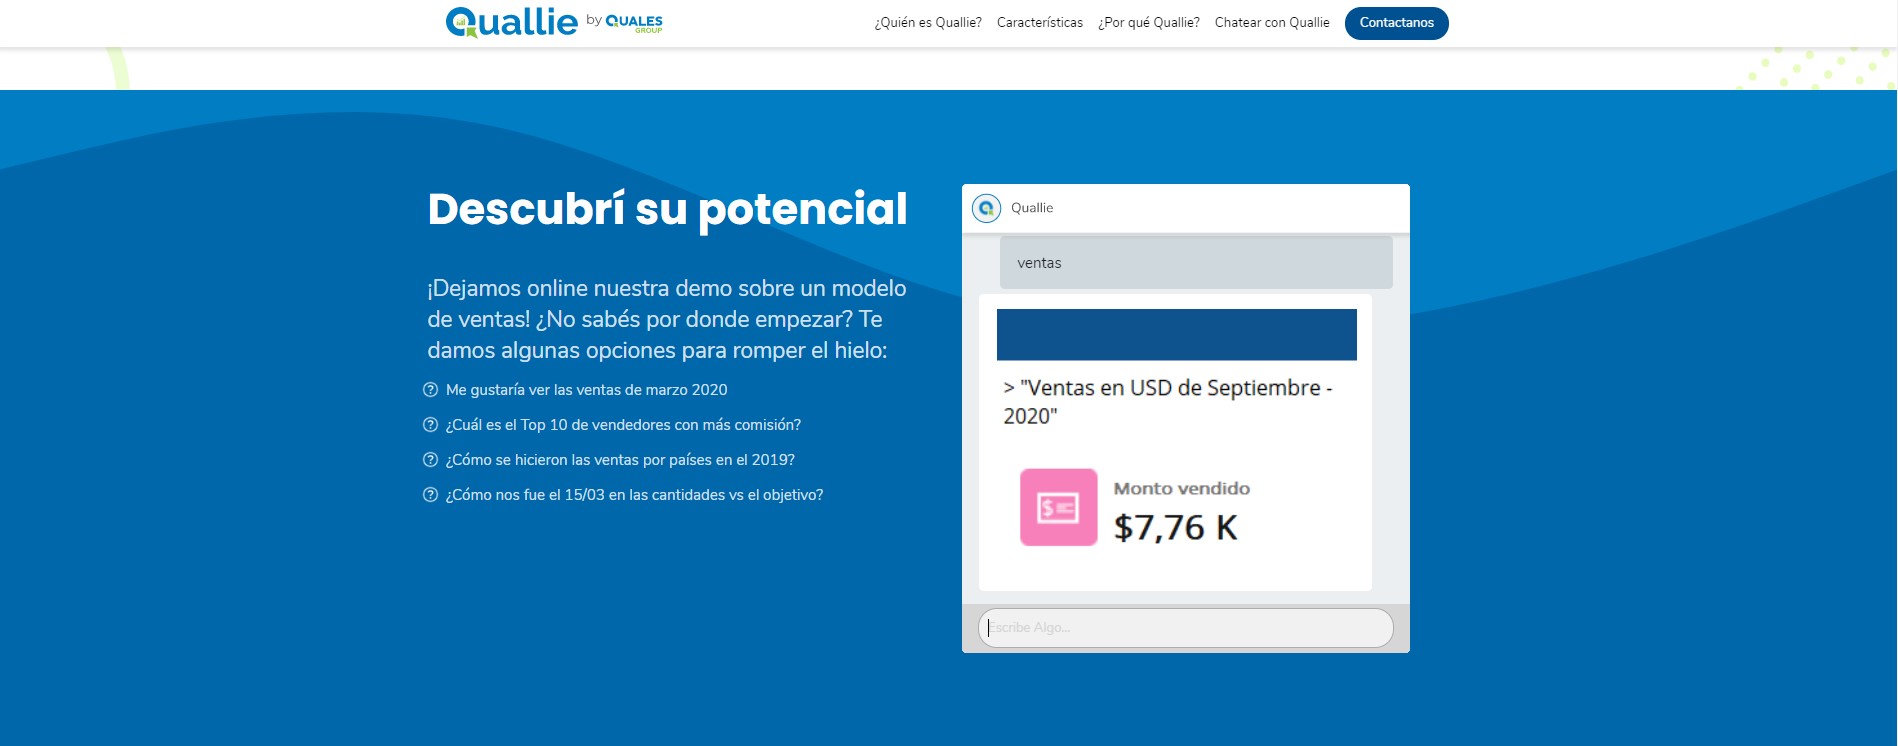 Quallie by QUALES GROUP
¿Quién es Quallie? Características ¿Por qué Quallie? Chatear con Quallie Contactanos
Descubrí su potencial
¡Dejamos online nuestra demo sobre un modelo
de ventas! ¿No sabés por donde empezar? Te
damos algunas opciones para romper el hielo:
Me gustaría ver las ventas de marzo 2020
¿Cuál es el Top 10 de vendedores con más comisión?
¿Cómo se hicieron las ventas por países en el 2019?
¿Cómo nos fue el 15/03 en las cantidades vs el objetivo?
Quallie
ventas
> "Ventas en USD de Septiembre -
2020"
Monto vendido
$7,76 K
Escribe Algo...